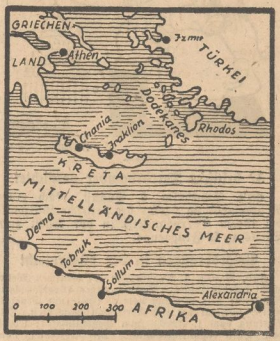 GRIECHEN-
LAND
Athen
Izmir
TÜRKEI
Dodekanes
Rhodos
Chania
Iraklion
KRETA
MITTELLÄNDISCHES MEER
Derna
Tobruk
Sollum
Alexandria
0 100 200 300
AFRIKA